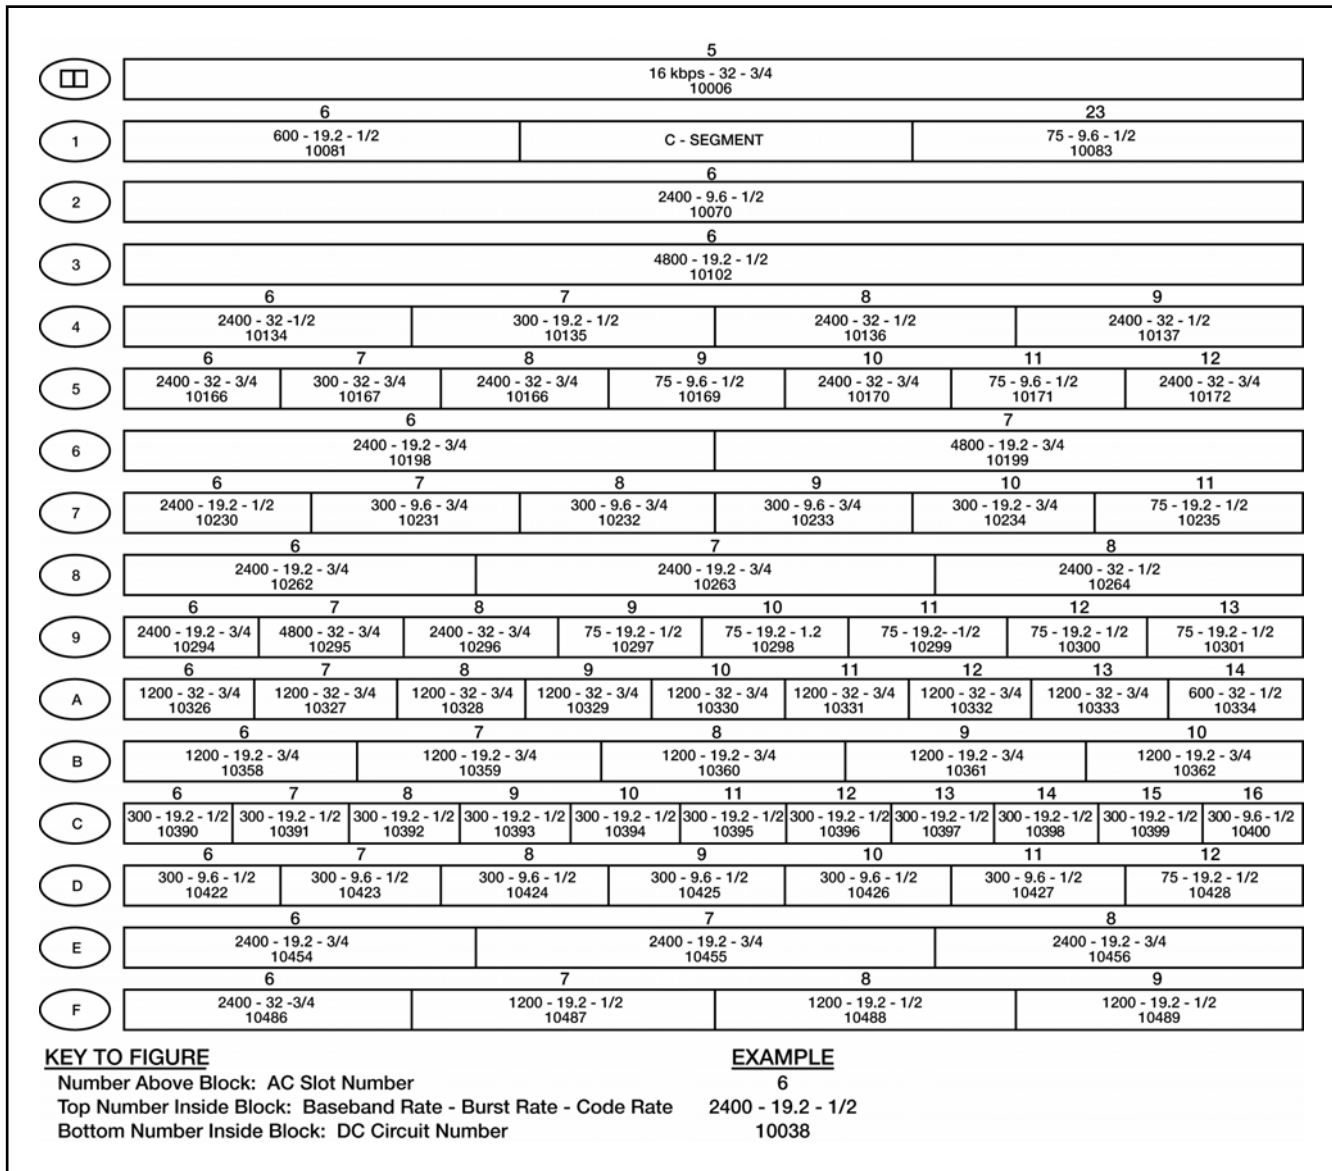 5
16 kbps - 32 - 3/4
10006
6 23
1 600 - 19.2 - 1/2 C - SEGMENT 75 - 9.6 - 1/2
10081 10083
6
2 2400 - 9.6 - 1/2
10070
6
3 4800 - 19.2 - 1/2
10102
6 7 8 9
4 2400 - 32 -1/2 300 - 19.2 - 1/2 2400 - 32 - 1/2 2400 - 32 - 1/2
10134 10135 10136 10137
6 7 8 9 10 11 12
5 2400 - 32 - 3/4 300 - 32 - 3/4 2400 - 32 - 3/4 75 - 9.6 - 1/2 2400 - 32 - 3/4 75 - 9.6 - 1/2 2400 - 32 - 3/4
10166 10167 10166 10169 10170 10171 10172
6 7
6 2400 - 19.2 - 3/4 4800 - 19.2 - 3/4
10198 10199
6 7 8 9 10 11
7 2400 - 19.2 - 1/2 300 - 9.6 - 3/4 300 - 9.6 - 3/4 300 - 9.6 - 3/4 300 - 19.2 - 3/4 75 - 19.2 - 1/2
10230 10231 10232 10233 10234 10235
6 7 8
8 2400 - 19.2 - 3/4 2400 - 19.2 - 3/4 2400 - 32 - 1/2
10262 10263 10264
6 7 8 9 10 11 12 13
9 2400 - 19.2 - 3/4 4800 - 32 - 3/4 2400 - 32 - 3/4 75 - 19.2 - 1/2 75 - 19.2 - 1.2 75 - 19.2- -1/2 75 - 19.2 - 1/2 75 - 19.2 - 1/2
10294 10295 10296 10297 10298 10299 10300 10301
6 7 8 9 10 11 12 13 14
A 1200 - 32 - 3/4 1200 - 32 - 3/4 1200 - 32 - 3/4 1200 - 32 - 3/4 1200 - 32 - 3/4 1200 - 32 - 3/4 1200 - 32 - 3/4 1200 - 32 - 3/4 600 - 32 - 1/2
10326 10327 10328 10329 10330 10331 10332 10333 10334
6 7 8 9 10
B 1200 - 19.2 - 3/4 1200 - 19.2 - 3/4 1200 - 19.2 - 3/4 1200 - 19.2 - 3/4 1200 - 19.2 - 3/4
10358 10359 10360 10361 10362
6 7 8 9 10 11 12 13 14 15 16
C 300 - 19.2 - 1/2 300 - 19.2 - 1/2 300 - 19.2 - 1/2 300 - 19.2 - 1/2 300 - 19.2 - 1/2 300 - 19.2 - 1/2 300 - 19.2 - 1/2 300 - 19.2 - 1/2 300 - 19.2 - 1/2 300 - 19.2 - 1/2 300 - 9.6 - 1/2
10390 10391 10392 10393 10394 10395 10396 10397 10398 10399 10400
6 7 8 9 10 11 12
D 300 - 9.6 - 1/2 300 - 9.6 - 1/2 300 - 9.6 - 1/2 300 - 9.6 - 1/2 300 - 9.6 - 1/2 300 - 9.6 - 1/2 75 - 19.2 - 1/2
10422 10423 10424 10425 10426 10427 10428
6 7 8
E 2400 - 19.2 - 3/4 2400 - 19.2 - 3/4 2400 - 19.2 - 3/4
10454 10455 10456
6 7 8 9
F 2400 - 32 -3/4 1200 - 19.2 - 1/2 1200 - 19.2 - 1/2 1200 - 19.2 - 1/2
10486 10487 10488 10489
KEY TO FIGURE EXAMPLE
Number Above Block: AC Slot Number 6
Top Number Inside Block: Baseband Rate - Burst Rate - Code Rate 2400 - 19.2 - 1/2
Bottom Number Inside Block: DC Circuit Number 10038